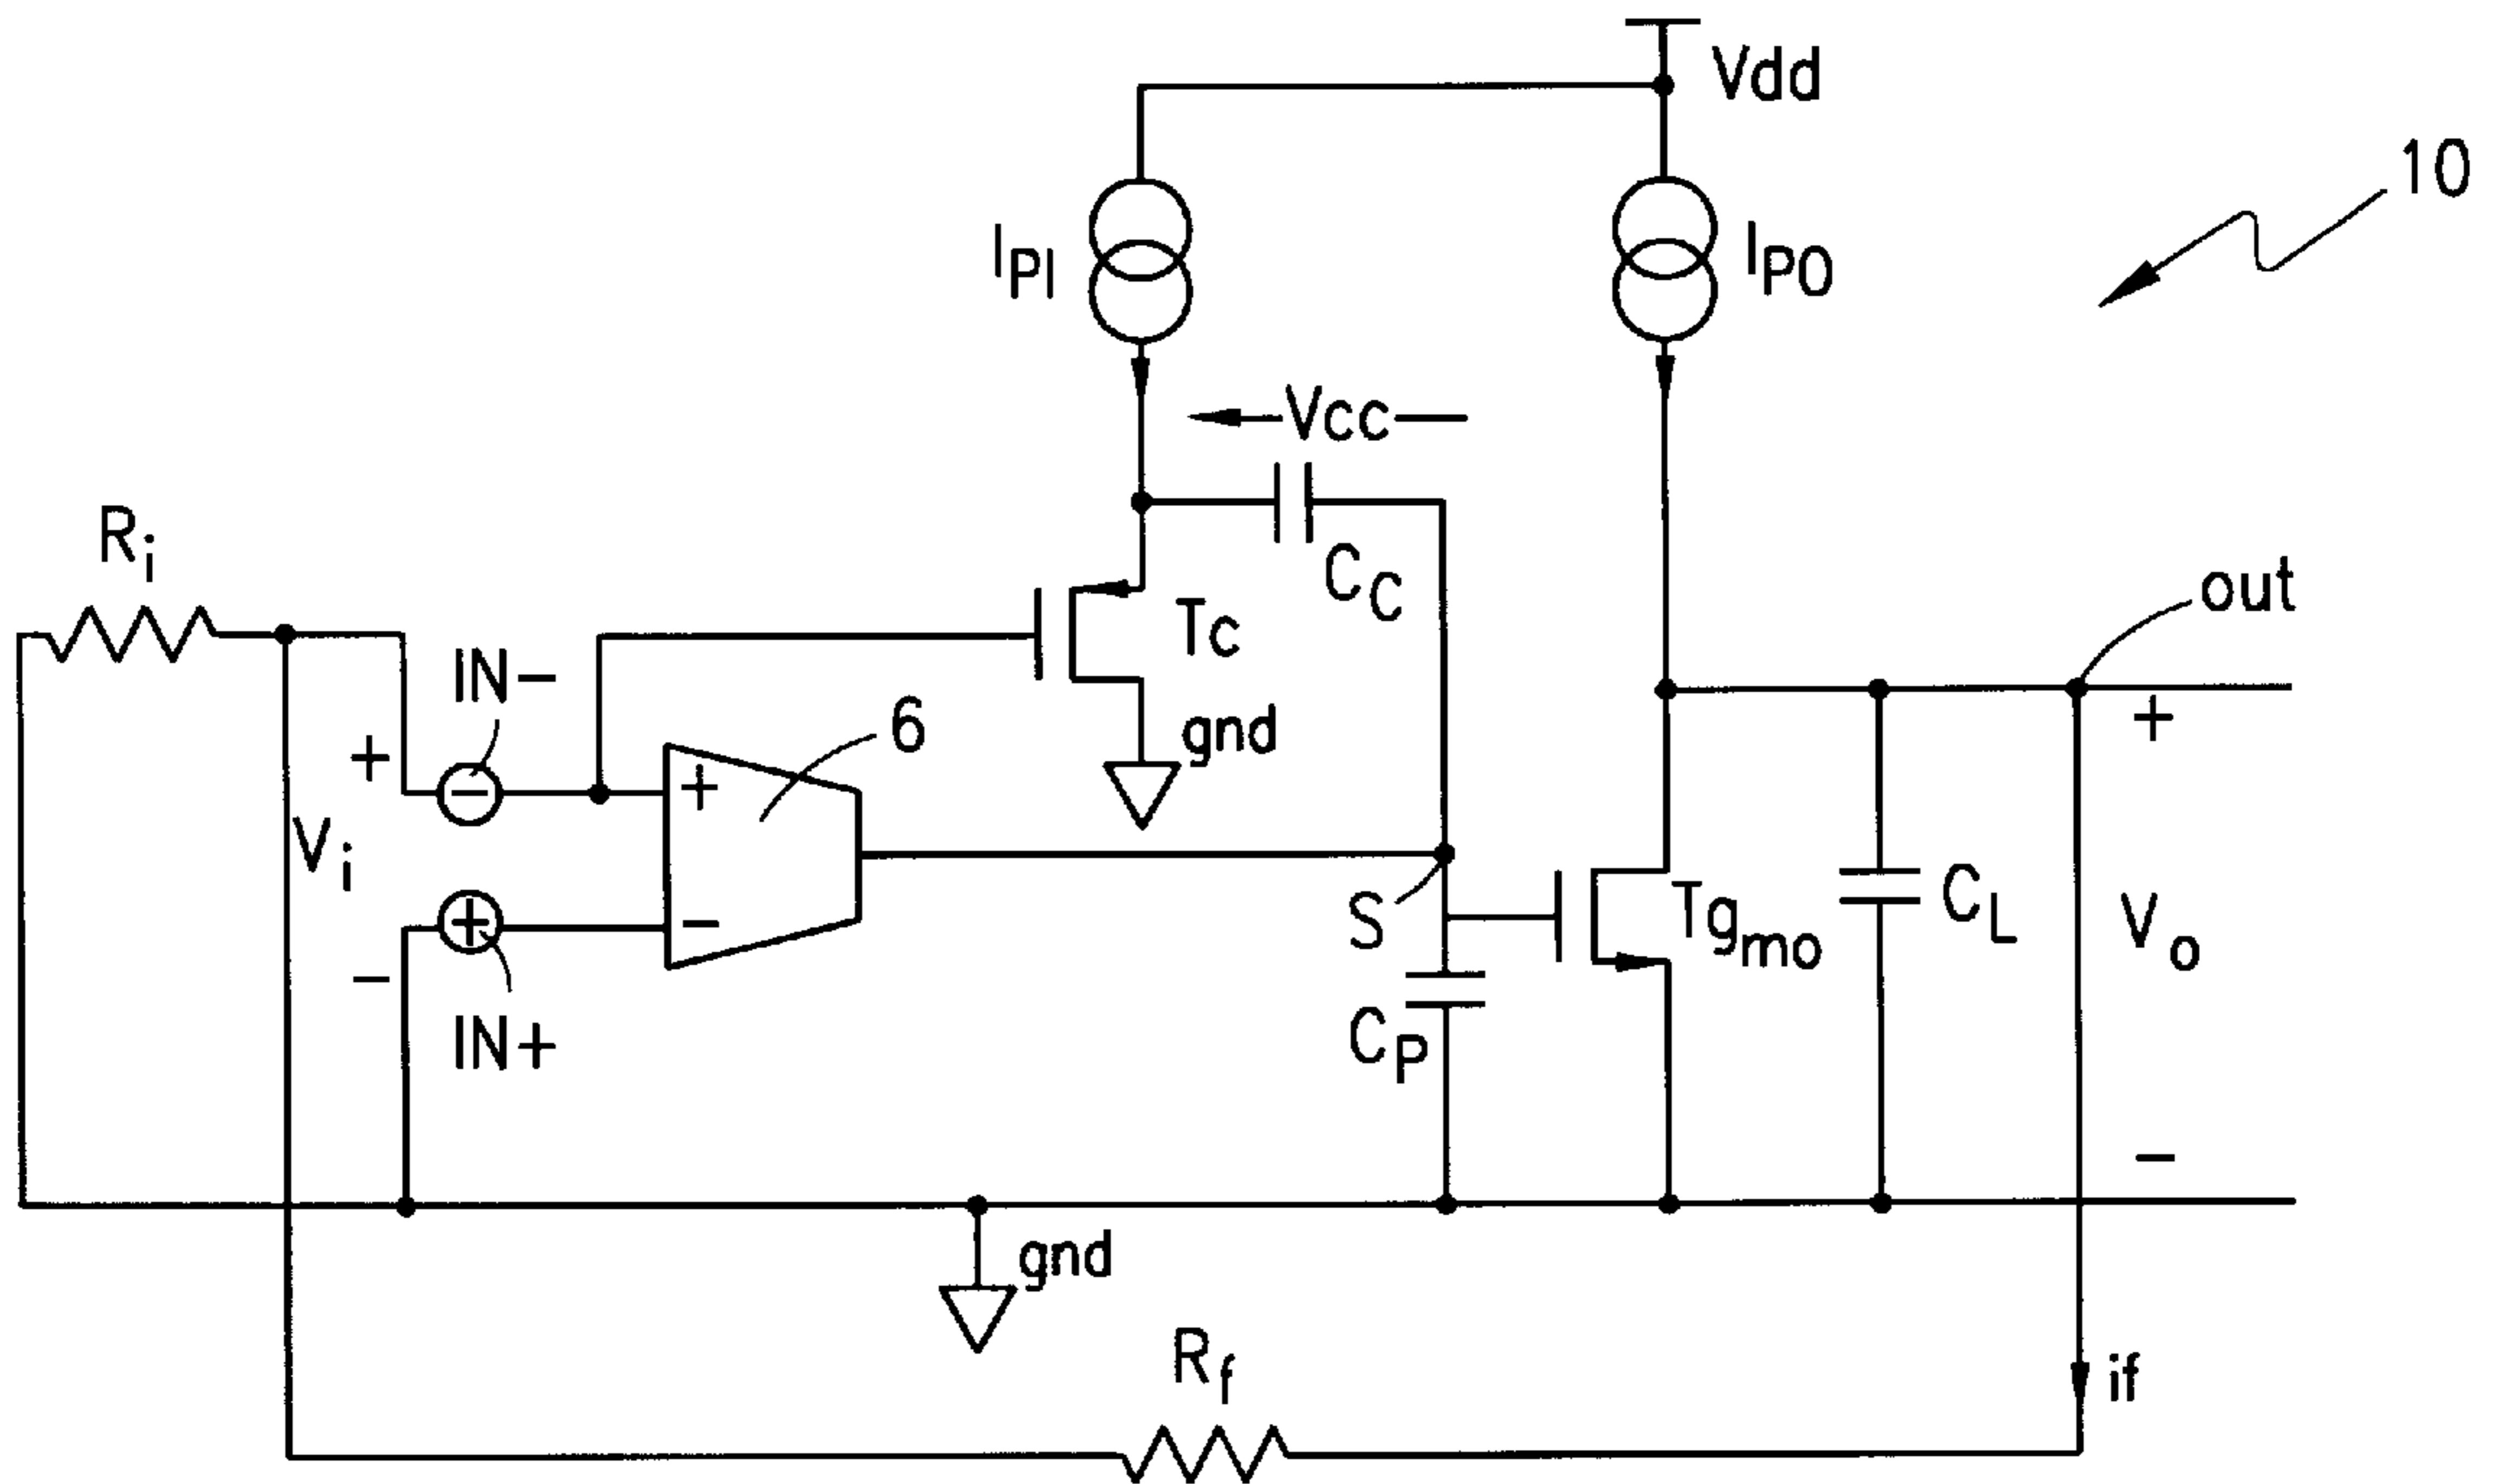 Vdd
10
IPI
IPO
Vcc
Ri
CC
out
Tc
IN-
6
gnd
+
+
+
Vi
S
Tgmo
CL
Vo
+
-
-
-
IN+
CP
-
gnd
Rf
if